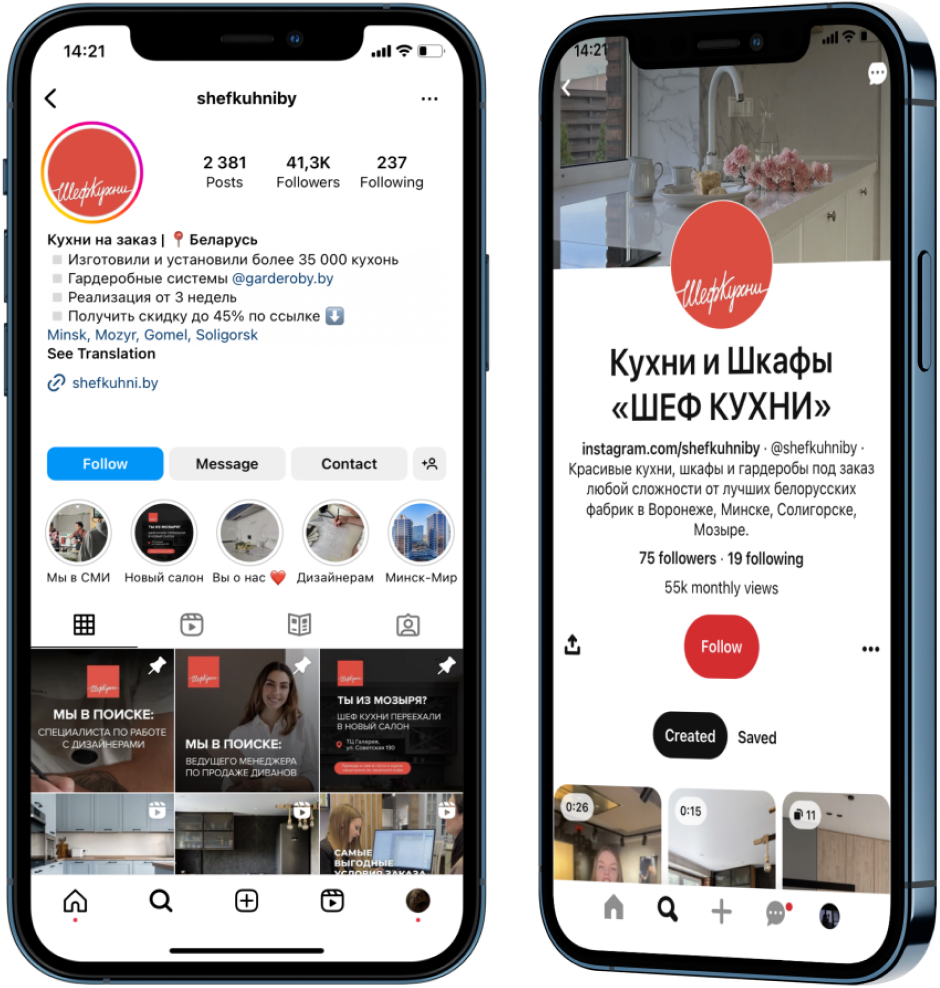 14:21
shefkuhniby
ШефКухни
2 381
41,3K
237
Posts
Followers
Following
Кухни на заказ | 📍 Беларусь
Изготовили и установили более 35 000 кухонь
Гардеробные системы @garderoby.by
Реализация от 3 недель
Получить скидку до 45% по ссылке ⬇️
Minsk, Mozyr, Gomel, Soligorsk
See Translation
shefkuhni.by
Follow
Message
Contact
Мы в СМИ
Новый салон
Вы о нас ❤️
Дизайнерам
Минск-Мир
ШефКухни
МЫ В ПОИСКЕ:
СПЕЦИАЛИСТА ПО РАБОТЕ
С ДИЗАЙНЕРАМИ
ШефКухни
МЫ В ПОИСКЕ:
ВЕДУЩЕГО МЕНЕДЖЕРА
ПО ПРОДАЖЕ ДИВАНОВ
ШефКухни
ТЫ ИЗ МОЗЫРЯ?
ШЕФ КУХНИ ПЕРЕЕХАЛИ
В НОВЫЙ САЛОН
ТЦ Галерея,
ул. Советская 130
САМЫЕ
ВЫГОДНЫЕ
УСЛОВИЯ ЗАКАЗА
14:21
ШефКухни
Кухни и Шкафы
«ШЕФ КУХНИ»
instagram.com/shefkuhniby · @shefkuhniby ·
Красивые кухни, шкафы и гардеробы под заказ
любой сложности от лучших белорусских
фабрик в Воронеже, Минске, Солигорске,
Мозыре.
75 followers · 19 following
55k monthly views
Follow
Created
Saved
0:26
0:15
11